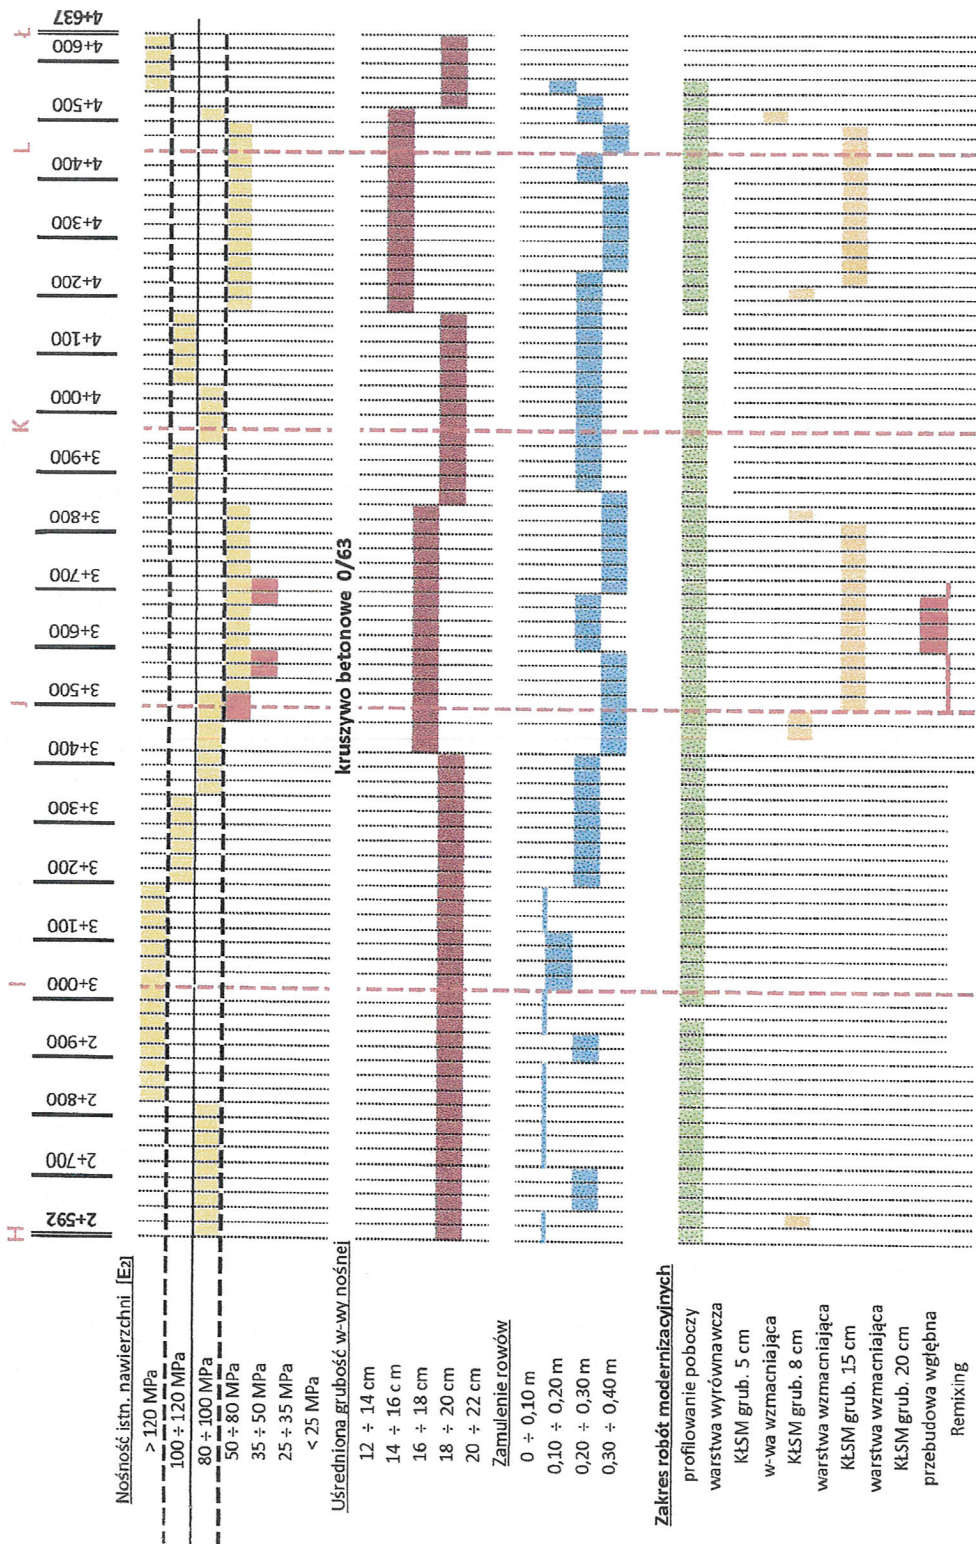 H I J K L Ł
2+592 2+700 2+800 2+900 3+000 3+100 3+200 3+300 3+400 3+500 3+600 3+700 3+800 3+900 4+000 4+100 4+200 4+300 4+400 4+500 4+600 4+637
Nośność istn. nawierzchni [E2]
> 120 MPa
100 ÷ 120 MPa
80 ÷ 100 MPa
50 ÷ 80 MPa
35 ÷ 50 MPa
25 ÷ 35 MPa
< 25 MPa
Uśredniona grubość w-wy nośnej
kruszywo betonowe 0/63
12 ÷ 14 cm
14 ÷ 16 c m
16 ÷ 18 cm
18 ÷ 20 cm
20 ÷ 22 cm
Zamulenie rowów
0 ÷ 0,10 m
0,10 ÷ 0,20 m
0,20 ÷ 0,30 m
0,30 ÷ 0,40 m
Zakres robót modernizacyjnych
profilowanie poboczy
warstwa wyrównawcza
KŁSM grub. 5 cm
w-wa wzmacniająca
KŁSM grub. 8 cm
warstwa wzmacniająca
KŁSM grub. 15 cm
warstwa wzmacniająca
KŁSM grub. 20 cm
przebudowa wgłębna
Remixing